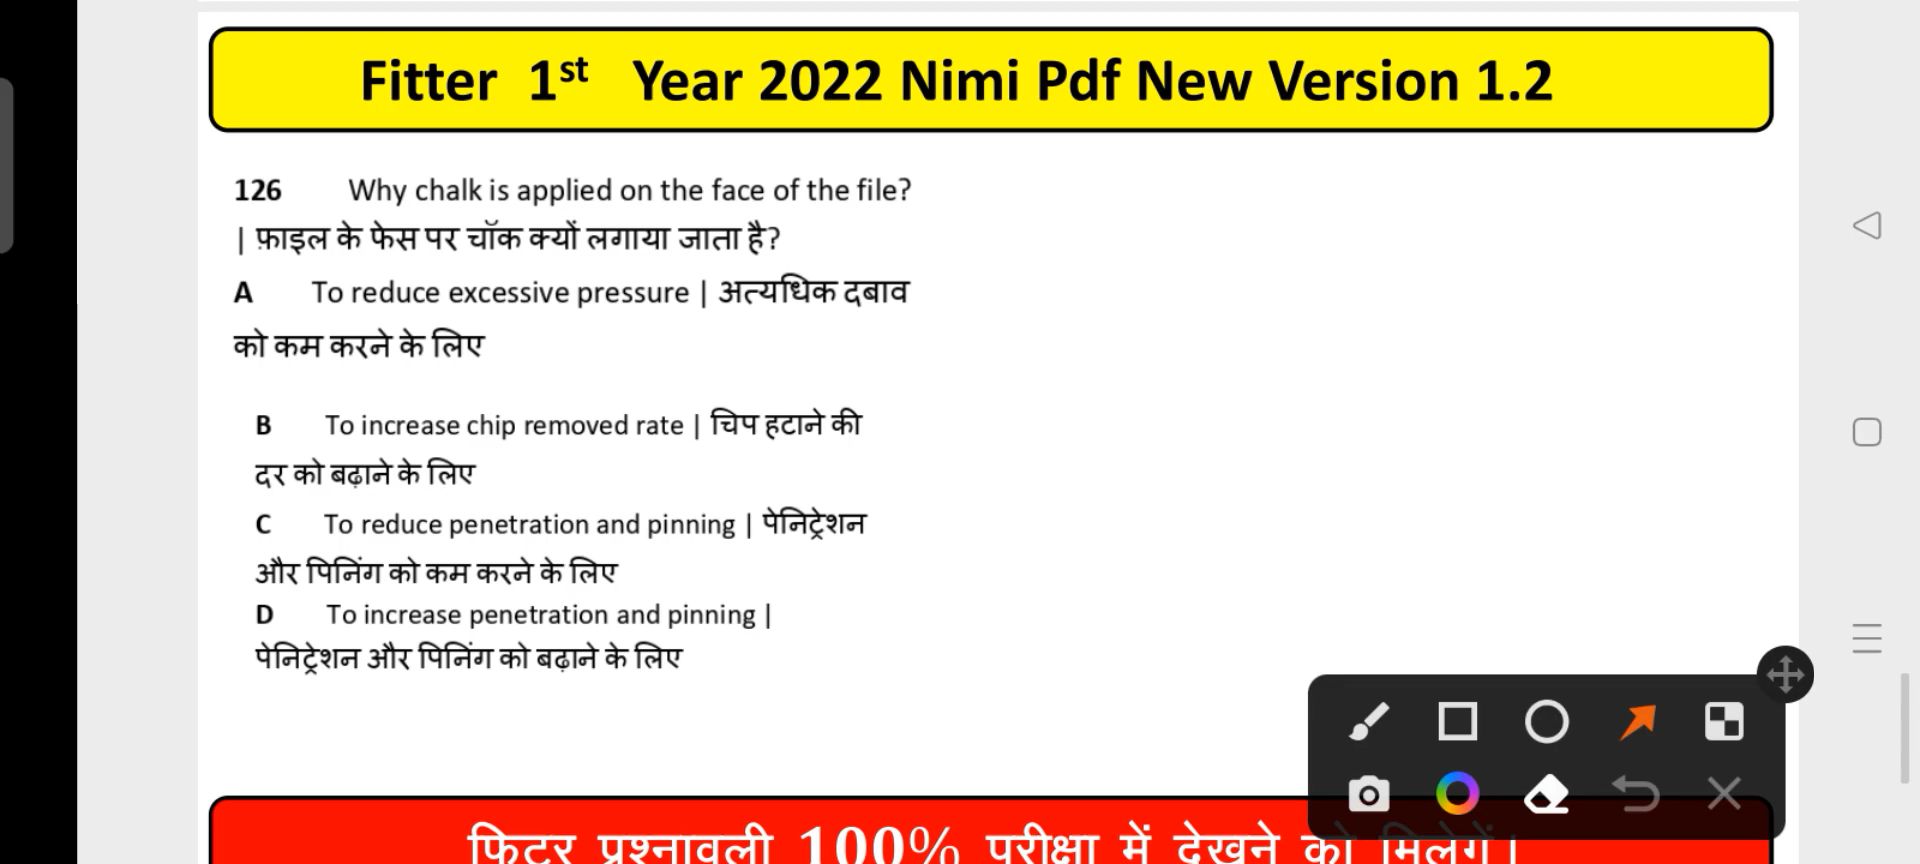 Fitter 1st Year 2022 Nimi Pdf New Version 1.2
126 Why chalk is applied on the face of the file?
| फ़ाइल के फेस पर चॉक क्यों लगाया जाता है?
A To reduce excessive pressure | अत्यधिक दबाव
को कम करने के लिए
B To increase chip removed rate | चिप हटाने की
दर को बढ़ाने के लिए
C To reduce penetration and pinning | पेनिट्रेशन
और पिनिंग को कम करने के लिए
D To increase penetration and pinning |
पेनिट्रेशन और पिनिंग को बढ़ाने के लिए
फिटर प्रश्नावली 100% परीक्षा में देखने को मिलेगें।